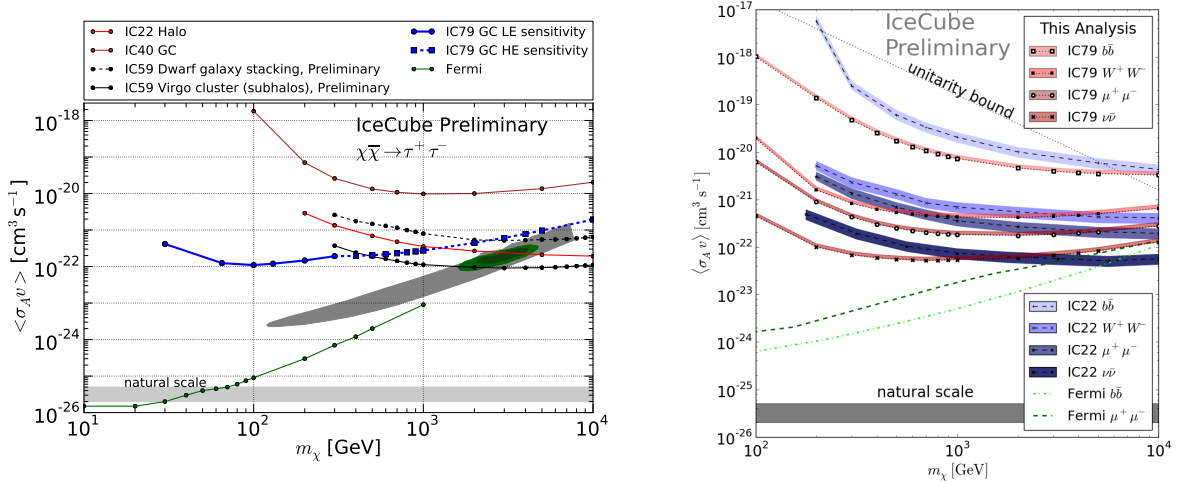 IC22 Halo
IC40 GC
IC59 Dwarf galaxy stacking, Preliminary
IC59 Virgo cluster (subhalos), Preliminary
IC79 GC LE sensitivity
IC79 GC HE sensitivity
Fermi
IceCube Preliminary
χχ̅ → τ⁺ τ⁻
natural scale
10⁻¹⁸
10⁻²⁰
10⁻²²
10⁻²⁴
10⁻²⁶
<σ_A v> [cm³ s⁻¹]
10¹
10²
10³
10⁴
m_χ [GeV]
IceCube
Preliminary
unitarity bound
This Analysis
IC79 bb̅
IC79 W⁺W⁻
IC79 μ⁺μ⁻
IC79 νν̅
natural scale
IC22 bb̅
IC22 W⁺W⁻
IC22 μ⁺μ⁻
IC22 νν̅
Fermi bb̅
Fermi μ⁺μ⁻
10⁻¹⁷
10⁻¹⁸
10⁻¹⁹
10⁻²⁰
10⁻²¹
10⁻²²
10⁻²³
10⁻²⁴
10⁻²⁵
10⁻²⁶
⟨σ_A v⟩ [cm³ s⁻¹]
10²
10³
10⁴
m_χ [GeV]